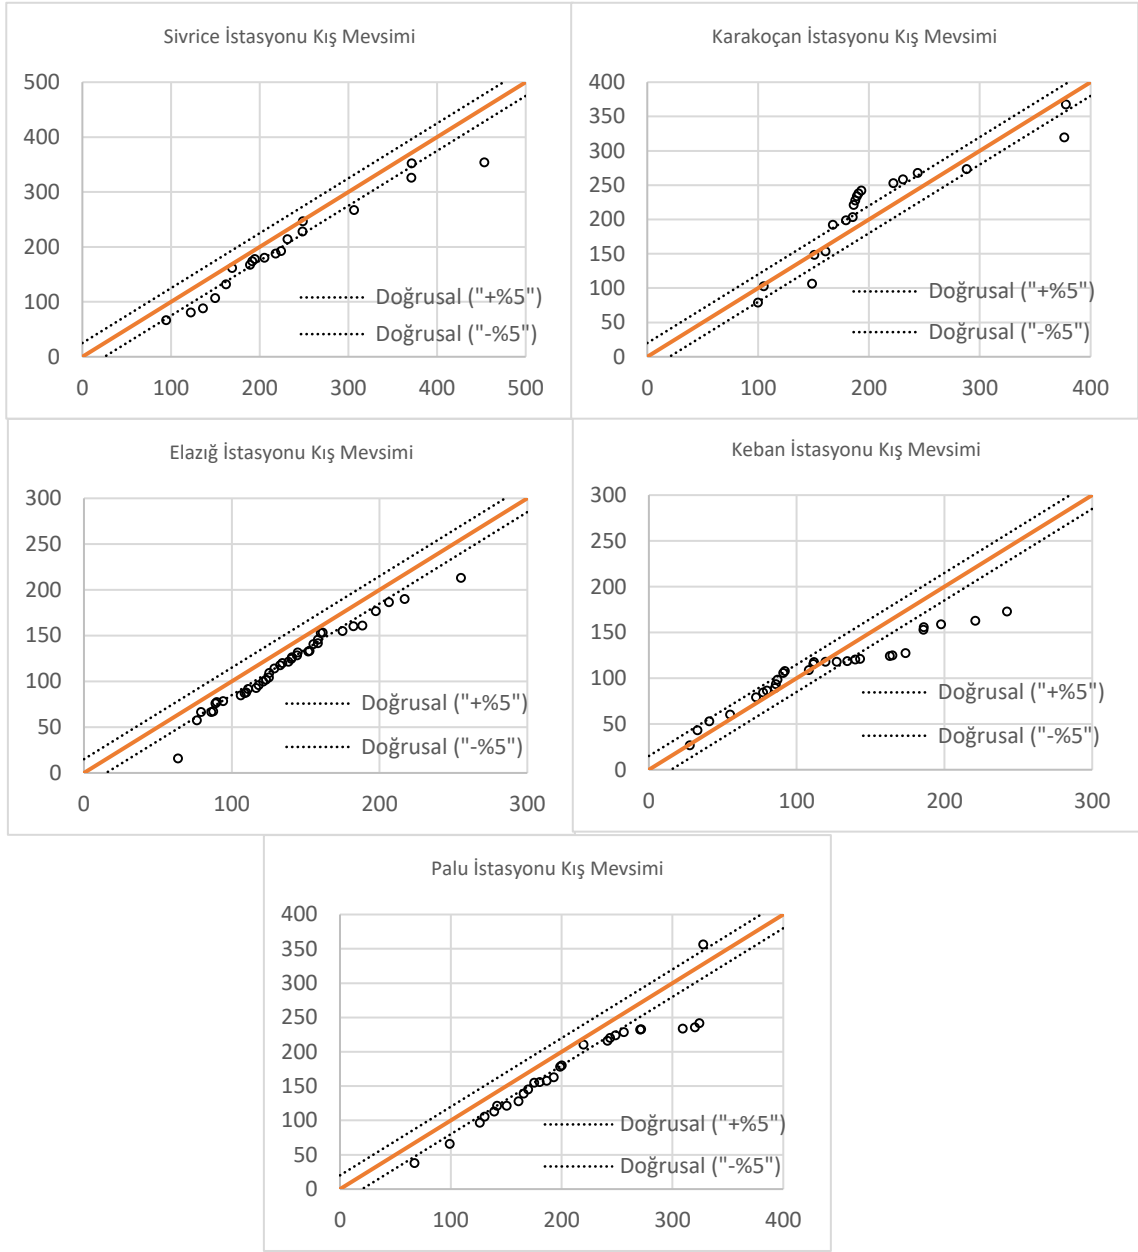 Sivrice İstasyonu Kış Mevsimi
500
400
300
200
100
0
Doğrusal ("+%5")
Doğrusal ("-%5")
0 100 200 300 400 500
Karakoçan İstasyonu Kış Mevsimi
400
350
300
250
200
150
100
50
0
Doğrusal ("+%5")
Doğrusal ("-%5")
0 100 200 300 400
Elazığ İstasyonu Kış Mevsimi
300
250
200
150
100
50
0
Doğrusal ("+%5")
Doğrusal ("-%5")
0 100 200 300
Keban İstasyonu Kış Mevsimi
300
250
200
150
100
50
0
Doğrusal ("+%5")
Doğrusal ("-%5")
0 100 200 300
Palu İstasyonu Kış Mevsimi
400
350
300
250
200
150
100
50
0
Doğrusal ("+%5")
Doğrusal ("-%5")
0 100 200 300 400